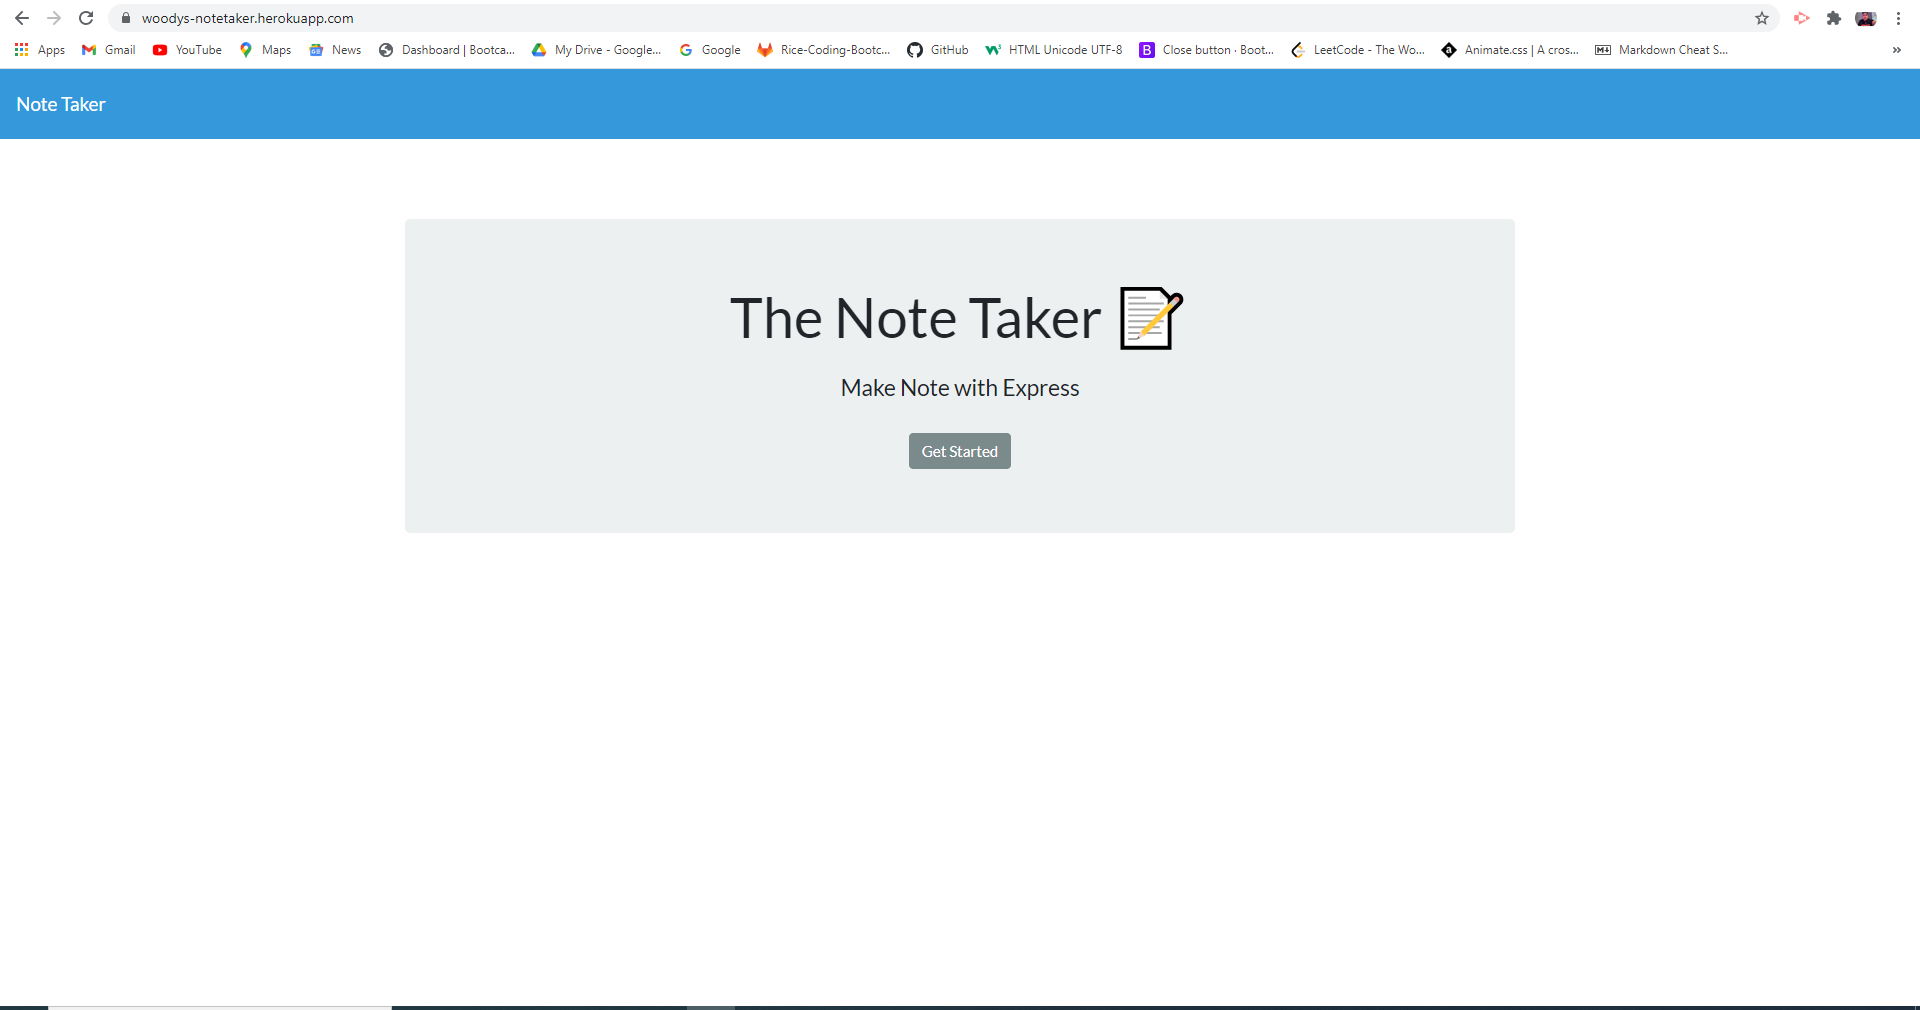 woodys-notetaker.herokuapp.com
Apps Gmail YouTube Maps News Dashboard | Bootca... My Drive - Google... Google Rice-Coding-Bootc... GitHub HTML Unicode UTF-8 Close button · Boot... LeetCode - The Wo... Animate.css | A cros... Markdown Cheat S... »
Note Taker
The Note Taker 📝
Make Note with Express
Get Started